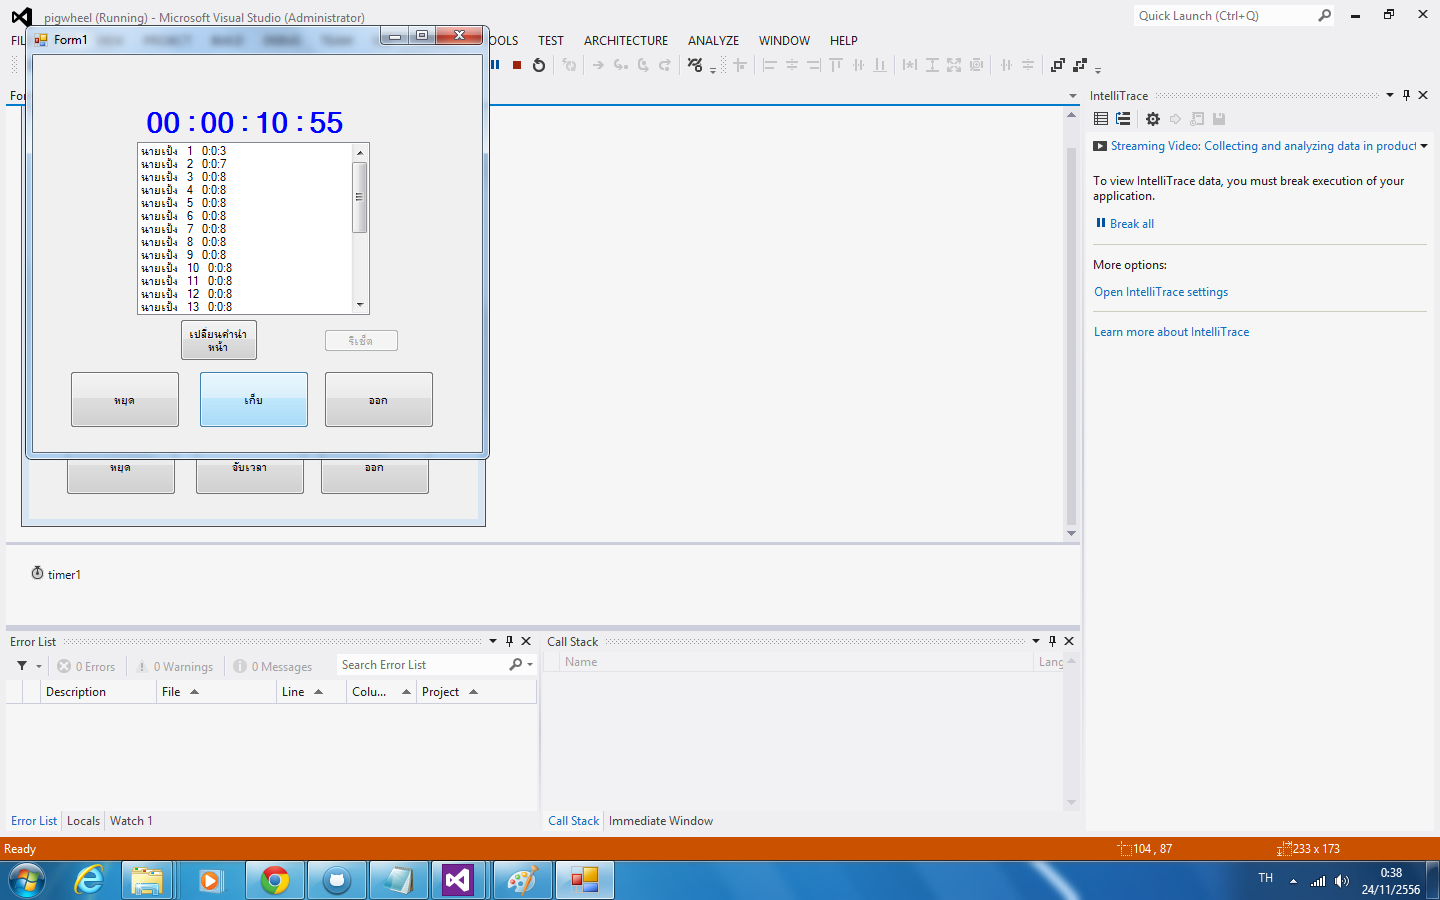 pigwheel (Running) - Microsoft Visual Studio (Administrator)
Quick Launch (Ctrl+Q)
Form1
TEST ARCHITECTURE ANALYZE WINDOW HELP
00 : 00 : 10 : 55
นายเป้ง 1 0:0:3
นายเป้ง 2 0:0:7
นายเป้ง 3 0:0:8
นายเป้ง 4 0:0:8
นายเป้ง 5 0:0:8
นายเป้ง 6 0:0:8
นายเป้ง 7 0:0:8
นายเป้ง 8 0:0:8
นายเป้ง 9 0:0:8
นายเป้ง 10 0:0:8
นายเป้ง 11 0:0:8
นายเป้ง 12 0:0:8
นายเป้ง 13 0:0:8
เปลี่ยนคำนำ
หน้า
รีเซ็ต
หยุด
เก็บ
ออก
หยุด
จับเวลา
ออก
timer1
IntelliTrace
Streaming Video: Collecting and analyzing data in product
To view IntelliTrace data, you must break execution of your
application.
Break all
More options:
Open IntelliTrace settings
Learn more about IntelliTrace
Error List
0 Errors
0 Warnings
0 Messages
Search Error List
Description
File
Line
Colu...
Project
Error List
Locals
Watch 1
Call Stack
Name
Lang
Call Stack
Immediate Window
Ready
104 , 87
233 x 173
TH
0:38
24/11/2556